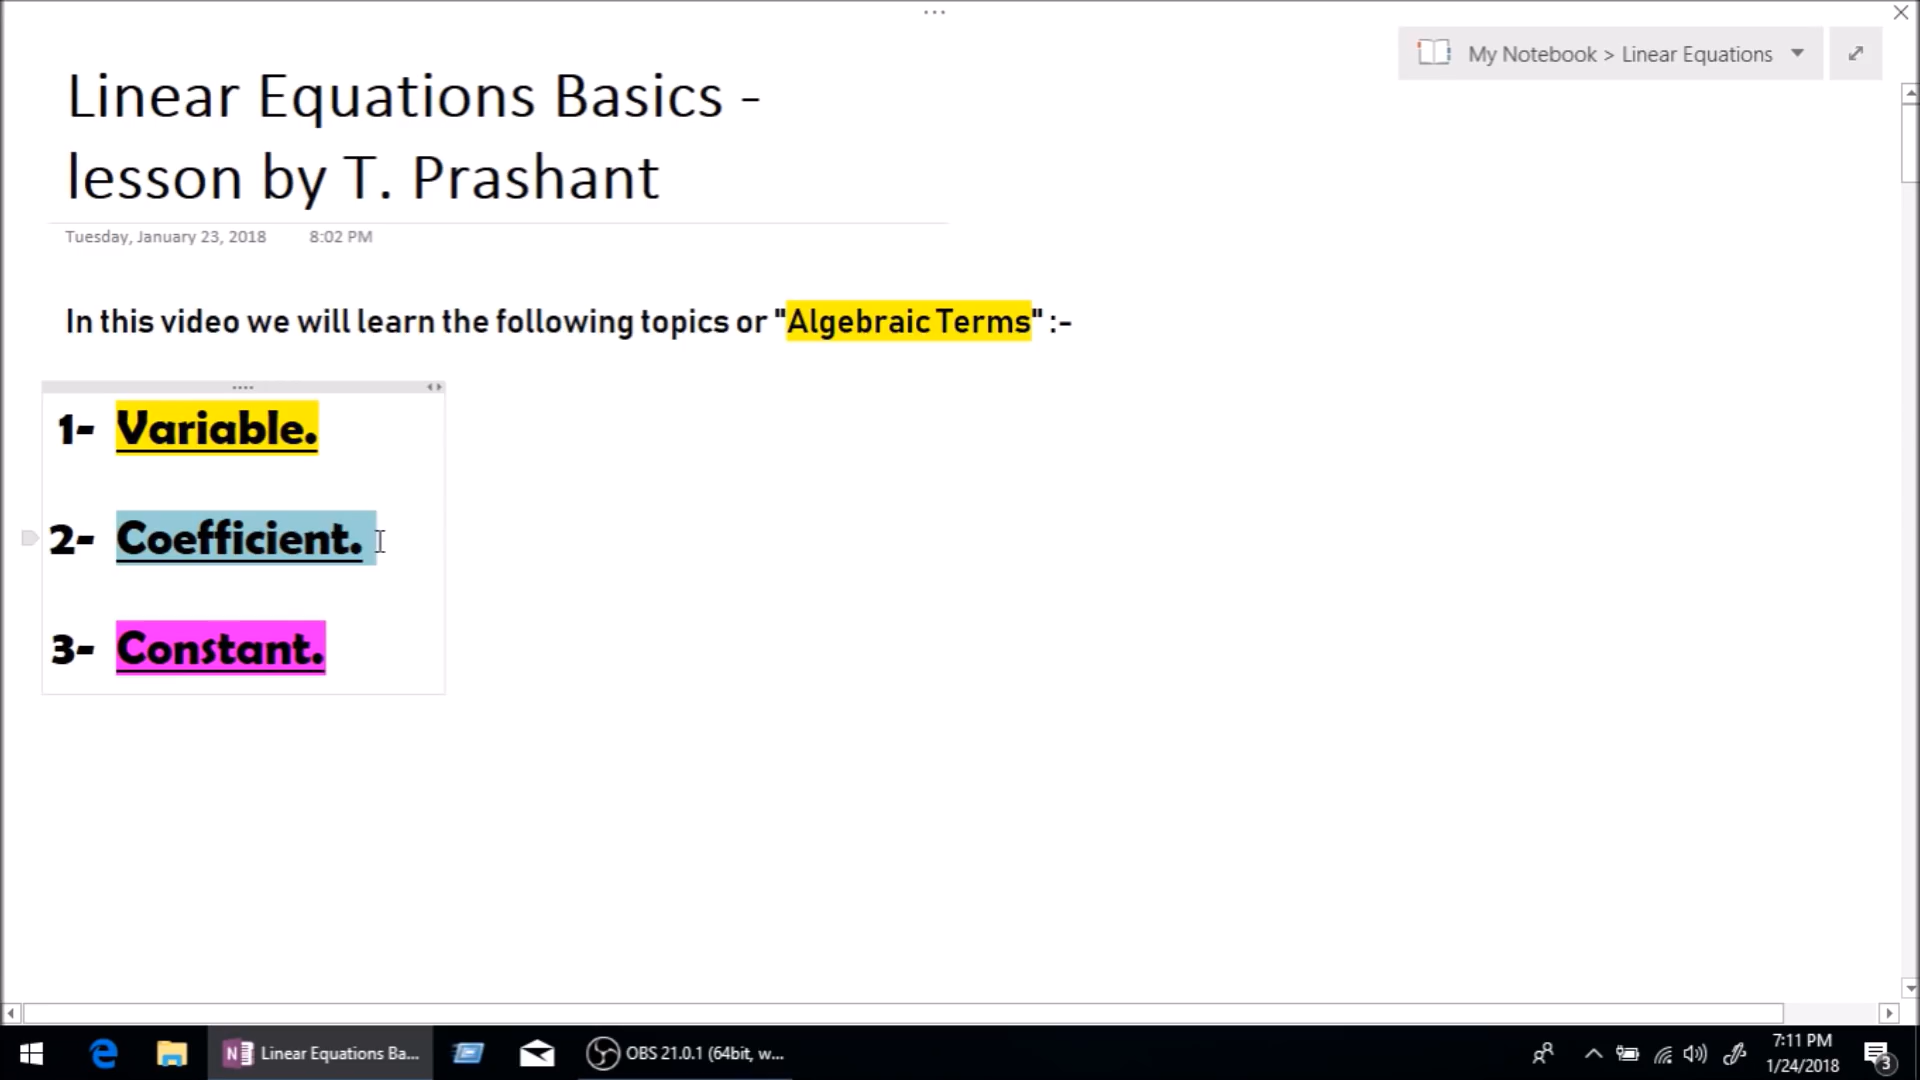 My Notebook > Linear Equations
Linear Equations Basics -
lesson by T. Prashant
Tuesday, January 23, 2018 8:02 PM
In this video we will learn the following topics or "Algebraic Terms" :-
1- Variable.
2- Coefficient.
3- Constant.
Linear Equations Ba...
OBS 21.0.1 (64bit, w...
7:11 PM
1/24/2018
3